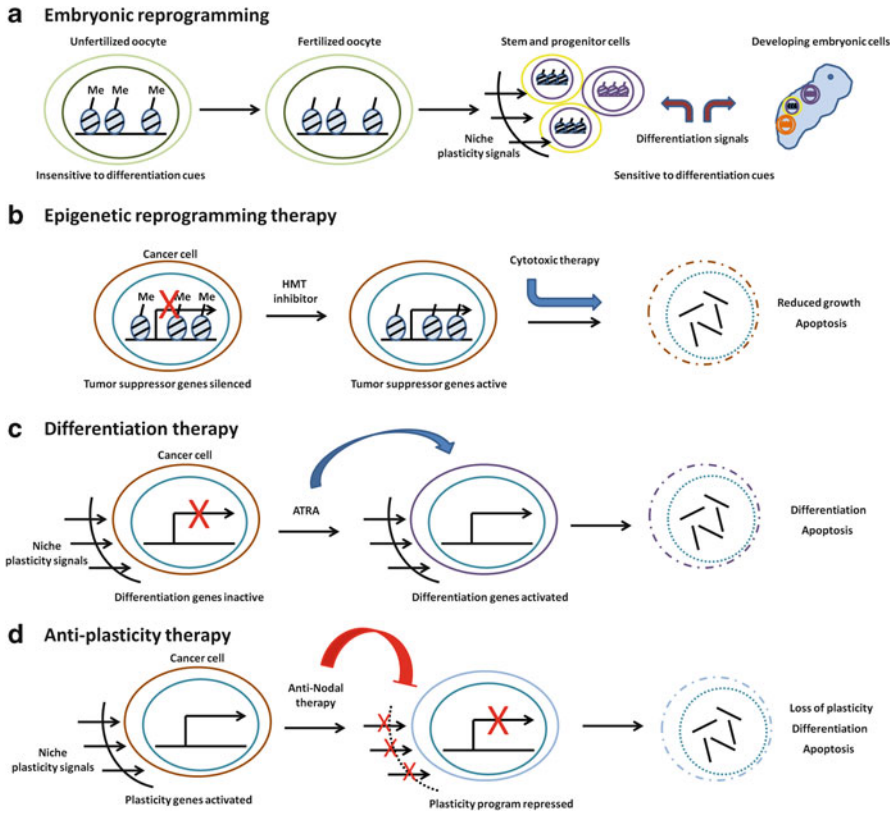 a Embryonic reprogramming
Unfertilized oocyte
Fertilized oocyte
Stem and progenitor cells
Developing embryonic cells
Me Me Me
Niche
plasticity signals
Differentiation signals
Insensitive to differentiation cues
Sensitive to differentiation cues
b Epigenetic reprogramming therapy
Cancer cell
Cytotoxic therapy
Me Me Me
HMT
inhibitor
Reduced growth
Apoptosis
Tumor suppressor genes silenced
Tumor suppressor genes active
c Differentiation therapy
Cancer cell
X
ATRA
Niche
plasticity signals
Differentiation
Apoptosis
Differentiation genes inactive
Differentiation genes activated
d Anti-plasticity therapy
Cancer cell
Anti-Nodal
therapy
Niche
plasticity signals
Loss of plasticity
Differentiation
Apoptosis
Plasticity genes activated
Plasticity program repressed